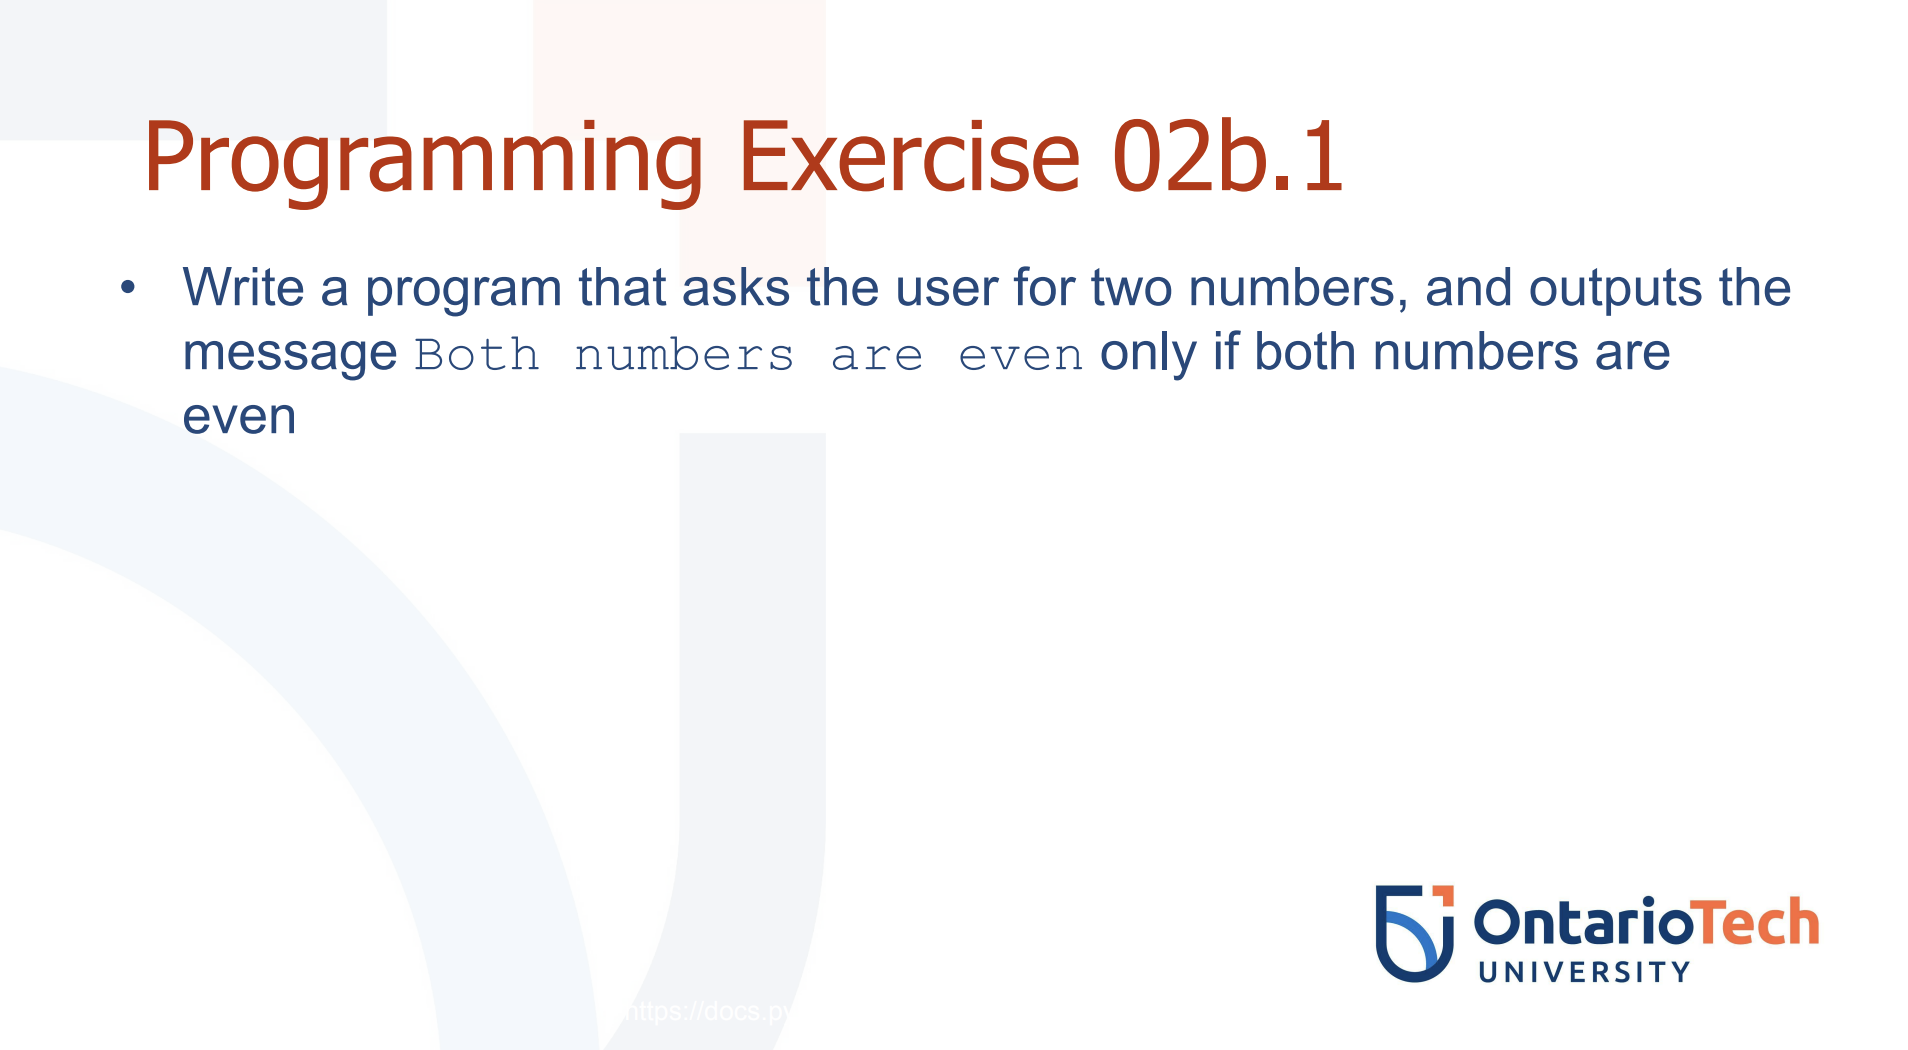 Programming Exercise 02b.1
• Write a program that asks the user for two numbers, and outputs the
message Both numbers are even only if both numbers are
even
OntarioTech
UNIVERSITY
https://docs.py